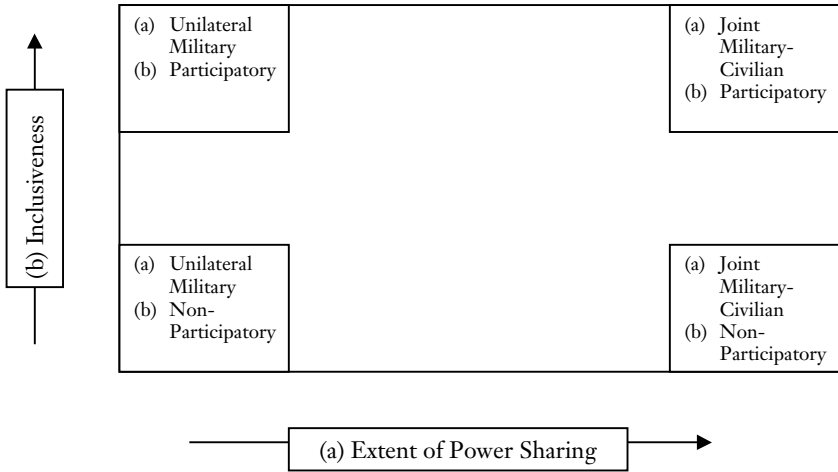 (a) Unilateral
Military
(b) Participatory
(a) Joint
Military-
Civilian
(b) Participatory
(b) Inclusiveness
(a) Unilateral
Military
(b) Non-
Participatory
(a) Joint
Military-
Civilian
(b) Non-
Participatory
(a) Extent of Power Sharing